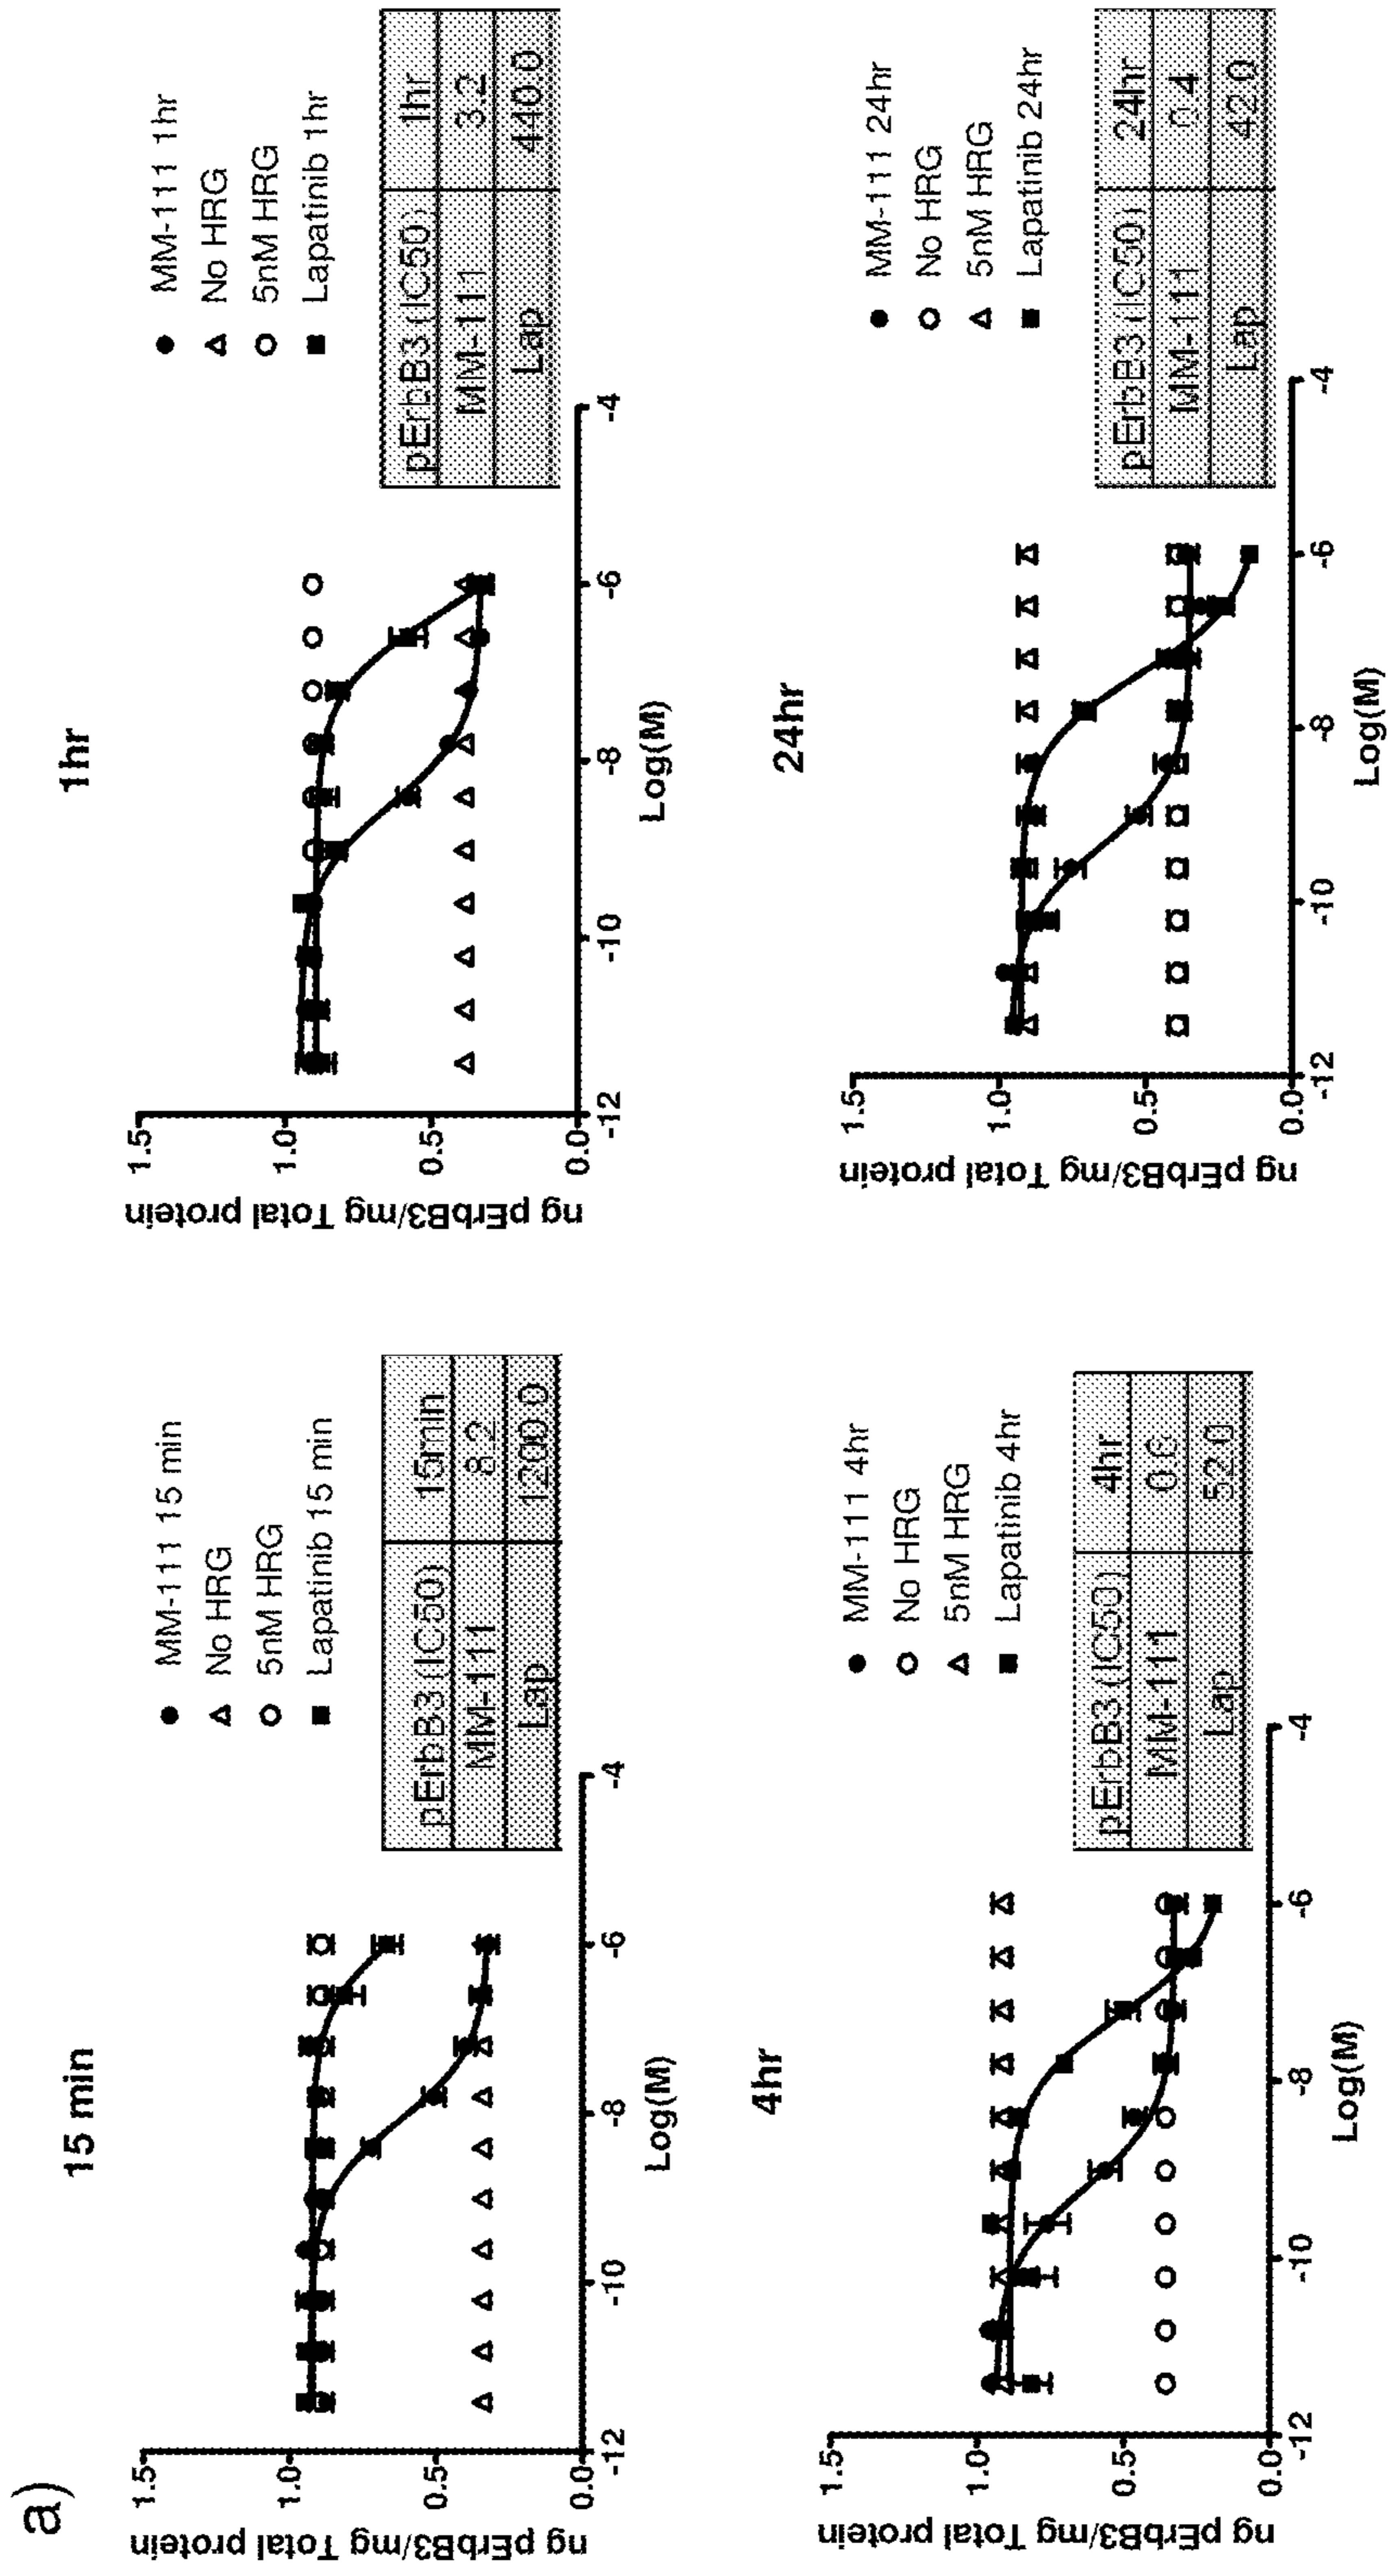 a)
15 min
ng pErbB3/mg Total protein
1.5
1.0
0.5
0.0
-12
-10
-8
-6
-4
Log(M)
MM-111 15 min
No HRG
5nM HRG
Lapatinib 15 min
pErbB3 (IC50) 15min
MM-111 8.2
Lap 1200.0
1hr
ng pErbB3/mg Total protein
1.5
1.0
0.5
0.0
-12
-10
-8
-6
-4
Log(M)
MM-111 1hr
No HRG
5nM HRG
Lapatinib 1hr
pErbB3 (IC50) 1hr
MM-111 3.2
Lap 440.0
4hr
ng pErbB3/mg Total protein
1.5
1.0
0.5
0.0
-12
-10
-8
-6
-4
Log(M)
MM-111 4hr
No HRG
5nM HRG
Lapatinib 4hr
pErbB3 (IC50) 4hr
MM-111
Lap 52.0
24hr
ng pErbB3/mg Total protein
1.5
1.0
0.5
0.0
-12
-10
-8
-6
-4
Log(M)
MM-111 24hr
No HRG
5nM HRG
Lapatinib 24hr
pErbB3 (IC50) 24hr
MM-111 0.4
Lap 42.0